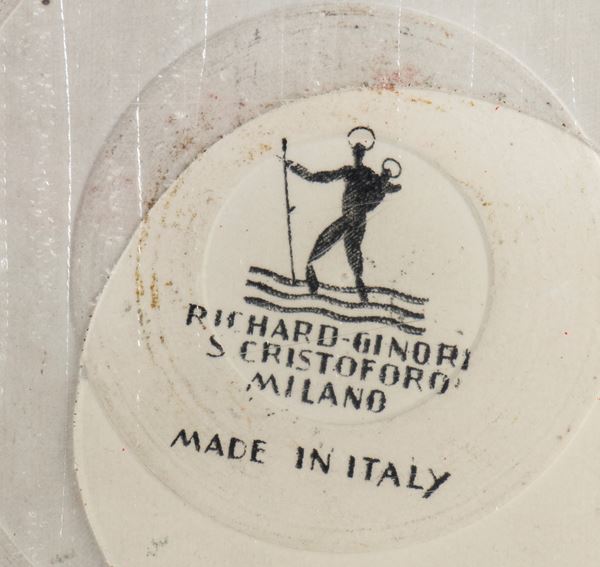 RICHARD-GINORI
S CRISTOFORO
MILANO
MADE IN ITALY